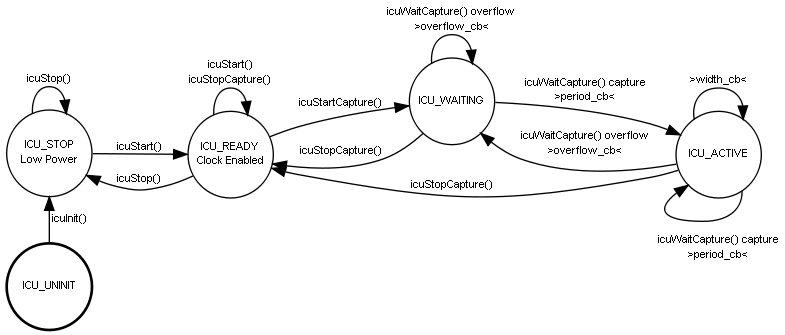 icuWaitCapture() overflow
>overflow_cb<
icuStart()
icuStopCapture()
icuStop()
icuWaitCapture() capture
>period_cb<
>width_cb<
ICU_WAITING
icuStartCapture()
icuWaitCapture() overflow
>overflow_cb<
ICU_STOP
Low Power
icuStart()
ICU_READY
Clock Enabled
icuStopCapture()
ICU_ACTIVE
icuStop()
icuStopCapture()
icuInit()
icuWaitCapture() capture
>period_cb<
ICU_UNINIT